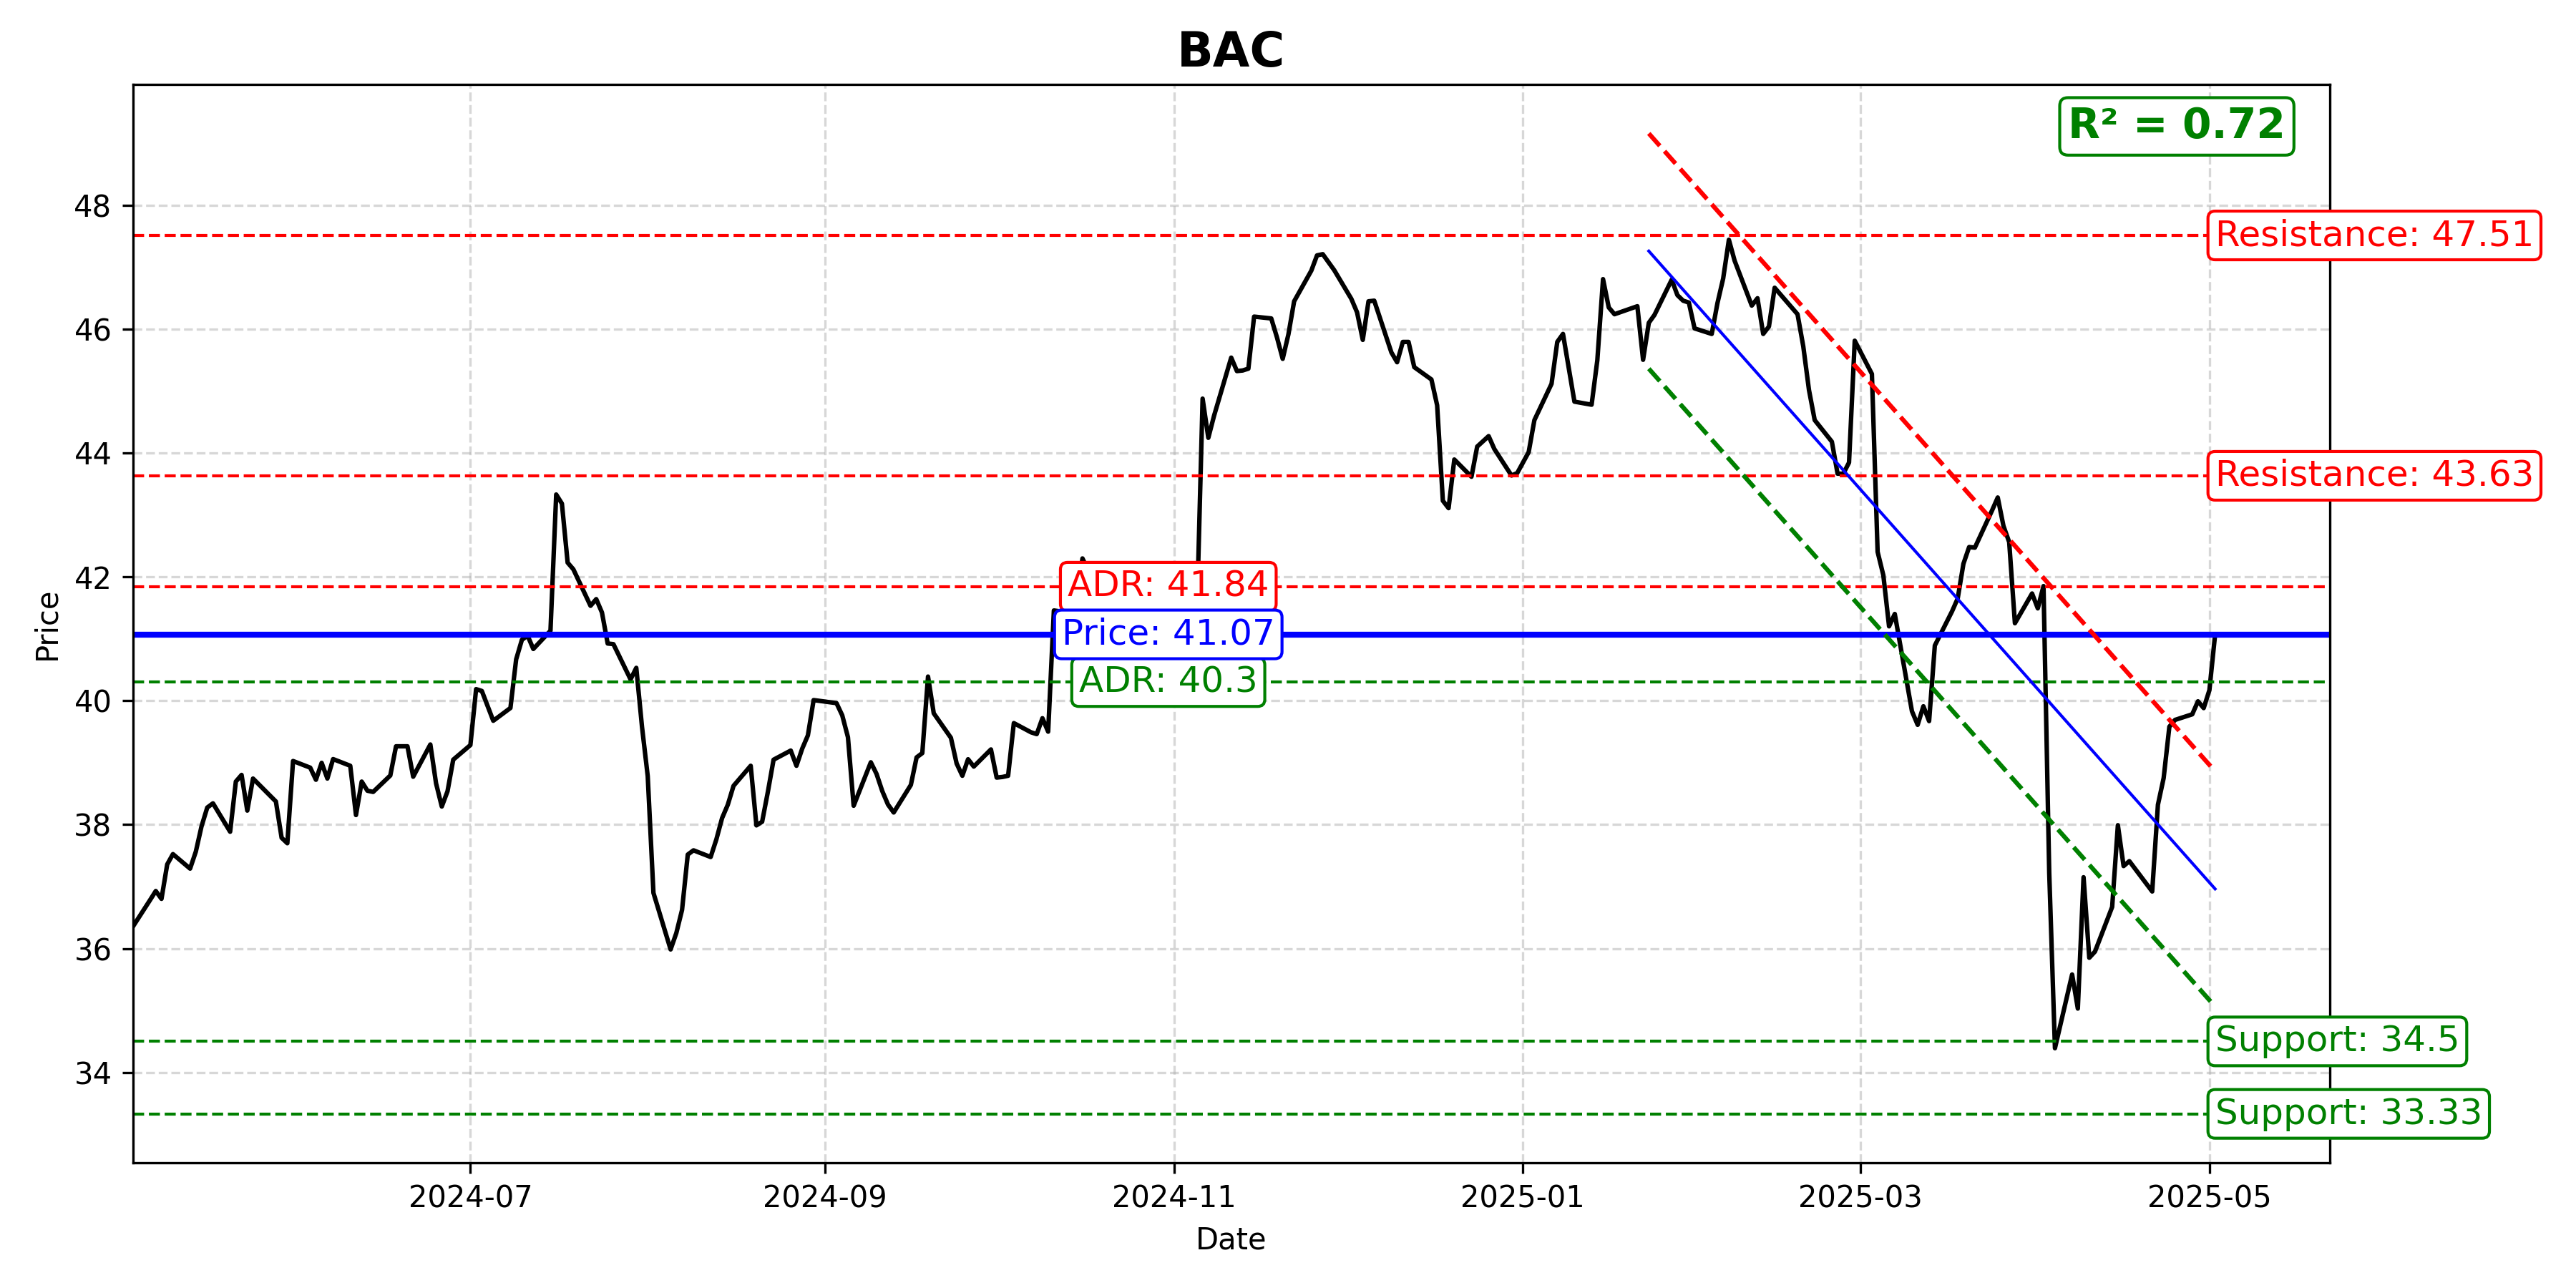 BAC
R² = 0.72
48
Resistance: 47.51
46
44
Resistance: 43.63
42
ADR: 41.84
Price: 41.07
ADR: 40.3
40
38
36
34
Support: 34.5
Support: 33.33
Price
2024-07
2024-09
2024-11
2025-01
2025-03
2025-05
Date